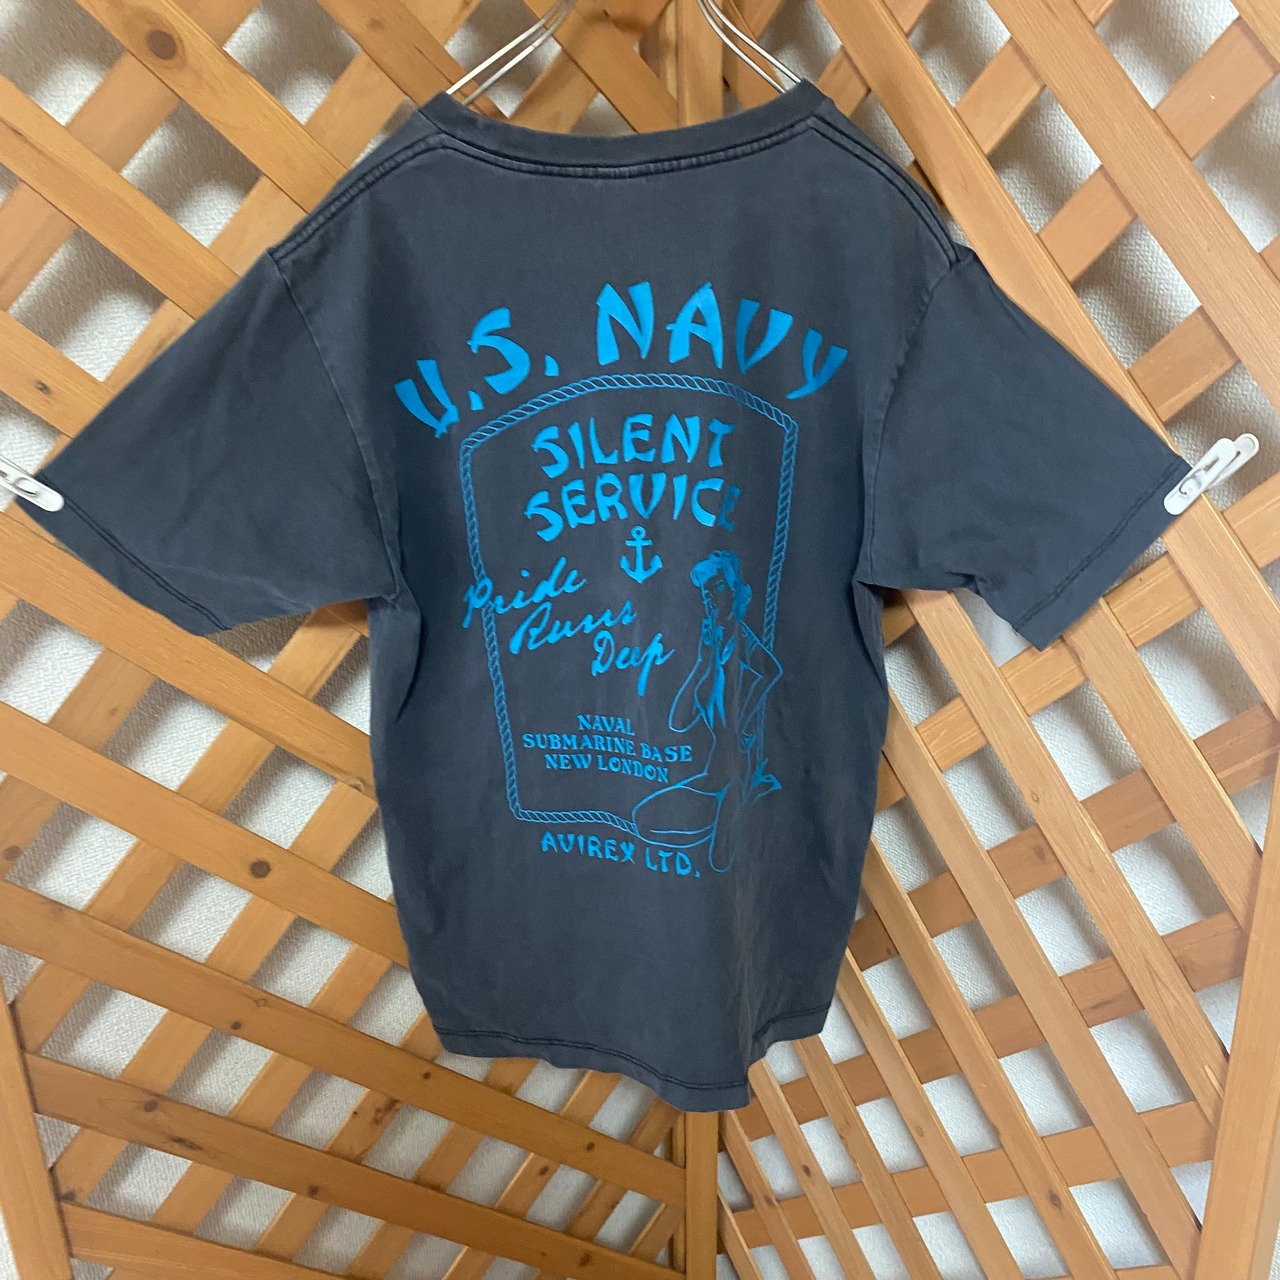 U.S. NAVY
SILENT
SERVICE
Pride
Runs
Deep
NAVAL
SUBMARINE BASE
NEW LONDON
AVIREX LTD.